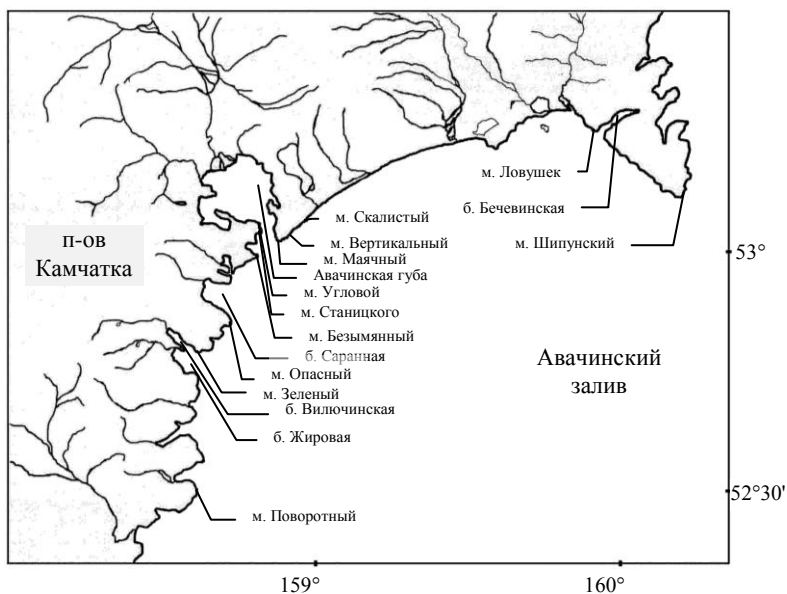 м. Ловушек
б. Бечевинская
м. Шипунский
м. Скалистый
м. Вертикальный
м. Маячный
Авачинская губа
м. Угловой
м. Станицкого
м. Безымянный
б. Саранная
м. Опасный
м. Зеленый
б. Вилючинская
б. Жировая
м. Поворотный
п-ов
Камчатка
Авачинский
залив
53°
52°30'
159°
160°